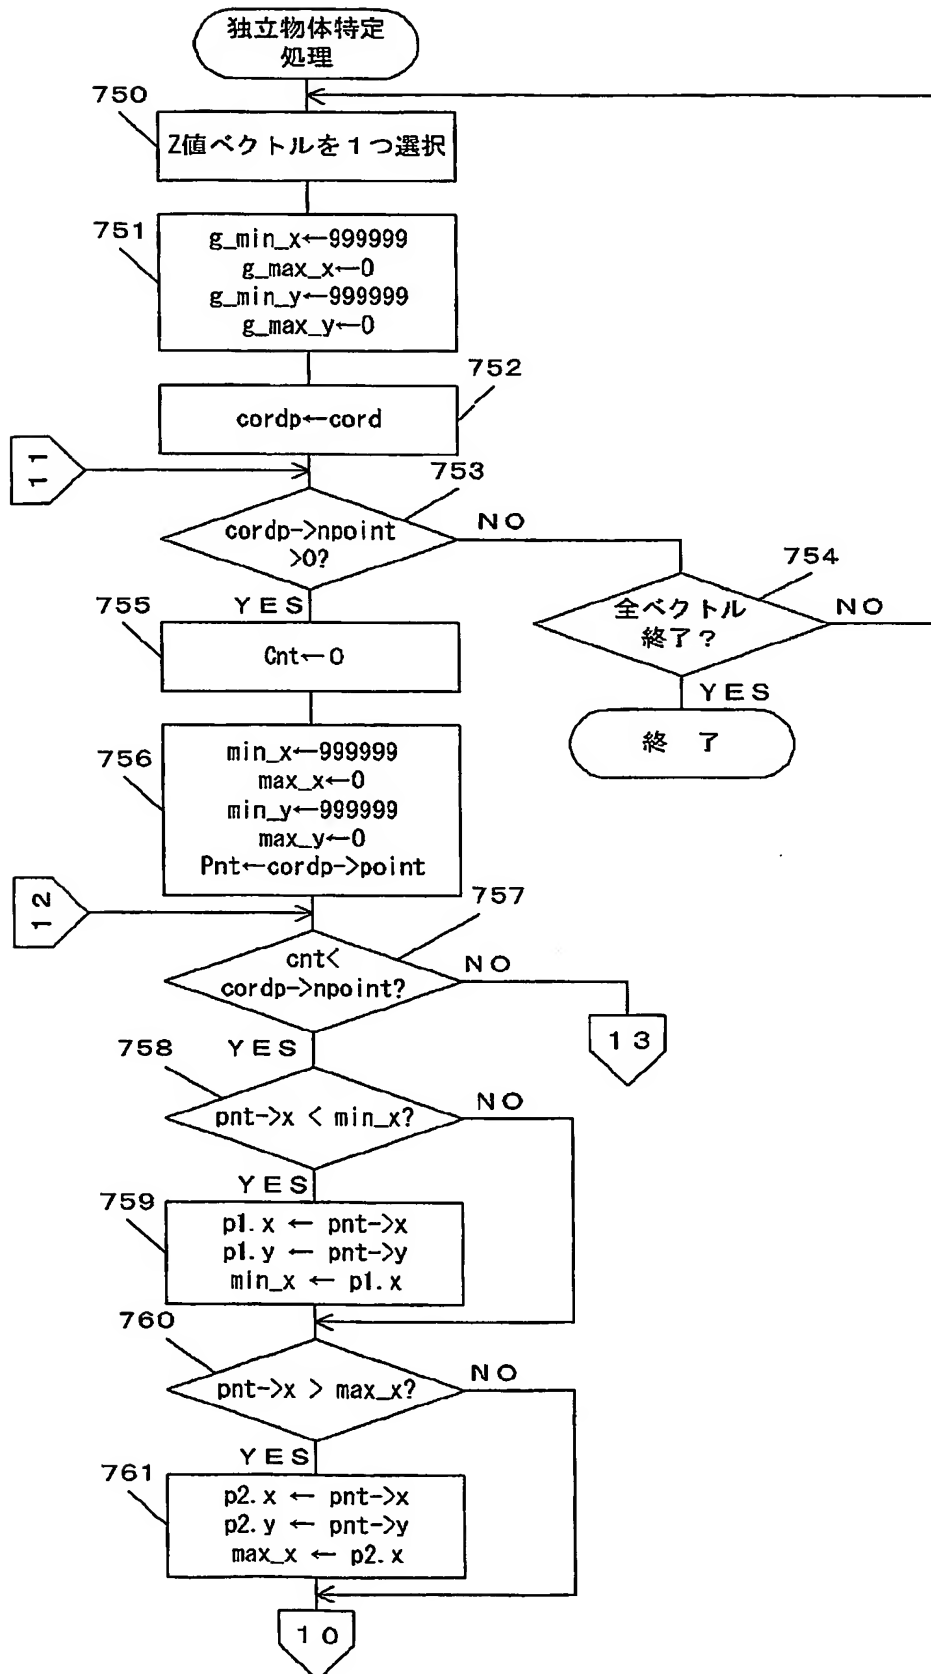 独立物体特定
処理
750
Z値ベクトルを1つ選択
751
g_min_x←999999
g_max_x←0
g_min_y←999999
g_max_y←0
752
cordp←cord
11
753
cordp->npoint
>0?
NO
YES
754
全ベクトル
終了?
NO
YES
終 了
755
Cnt←0
756
min_x←999999
max_x←0
min_y←999999
max_y←0
Pnt←cordp->point
12
757
cnt<
cordp->npoint?
NO
YES
13
758
pnt->x < min_x?
NO
YES
759
p1.x ← pnt->x
p1.y ← pnt->y
min_x ← p1.x
760
pnt->x > max_x?
NO
YES
761
p2.x ← pnt->x
p2.y ← pnt->y
max_x ← p2.x
10